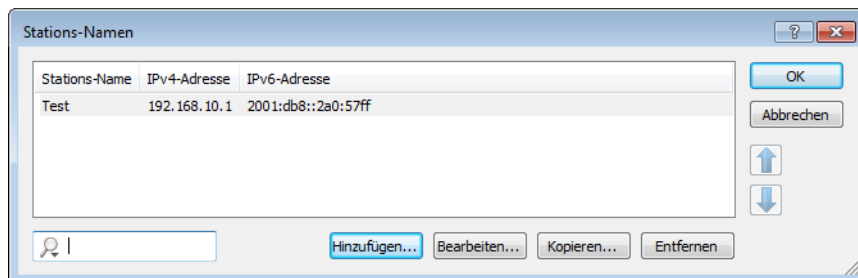 Stations-Namen
Stations-Name IPv4-Adresse IPv6-Adresse
Test 192.168.10.1 2001:db8::2a0:57ff
OK
Abbrechen
Hinzufügen... Bearbeiten... Kopieren... Entfernen